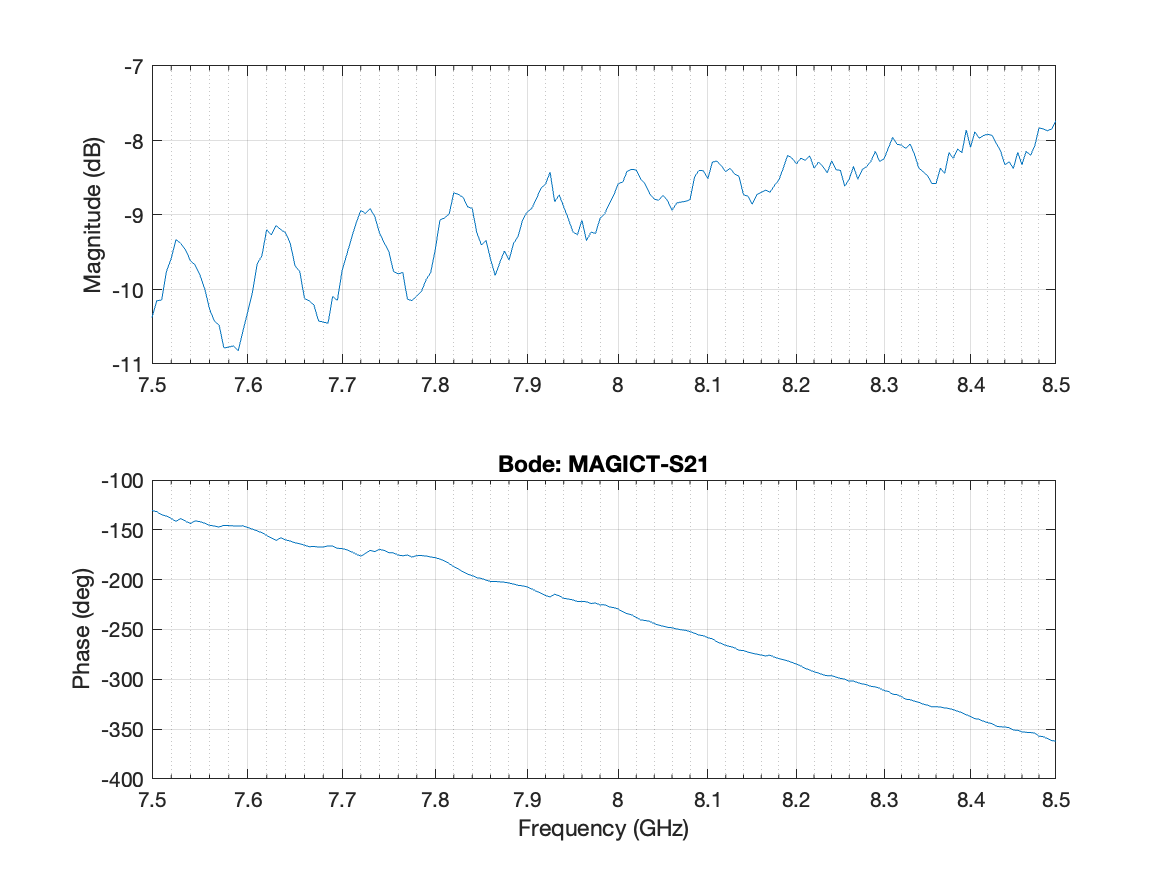 -7
-8
-9
-10
-11
Magnitude (dB)
7.5 7.6 7.7 7.8 7.9 8 8.1 8.2 8.3 8.4 8.5
Bode: MAGICT-S21
-100
-150
-200
-250
-300
-350
-400
Phase (deg)
7.5 7.6 7.7 7.8 7.9 8 8.1 8.2 8.3 8.4 8.5
Frequency (GHz)